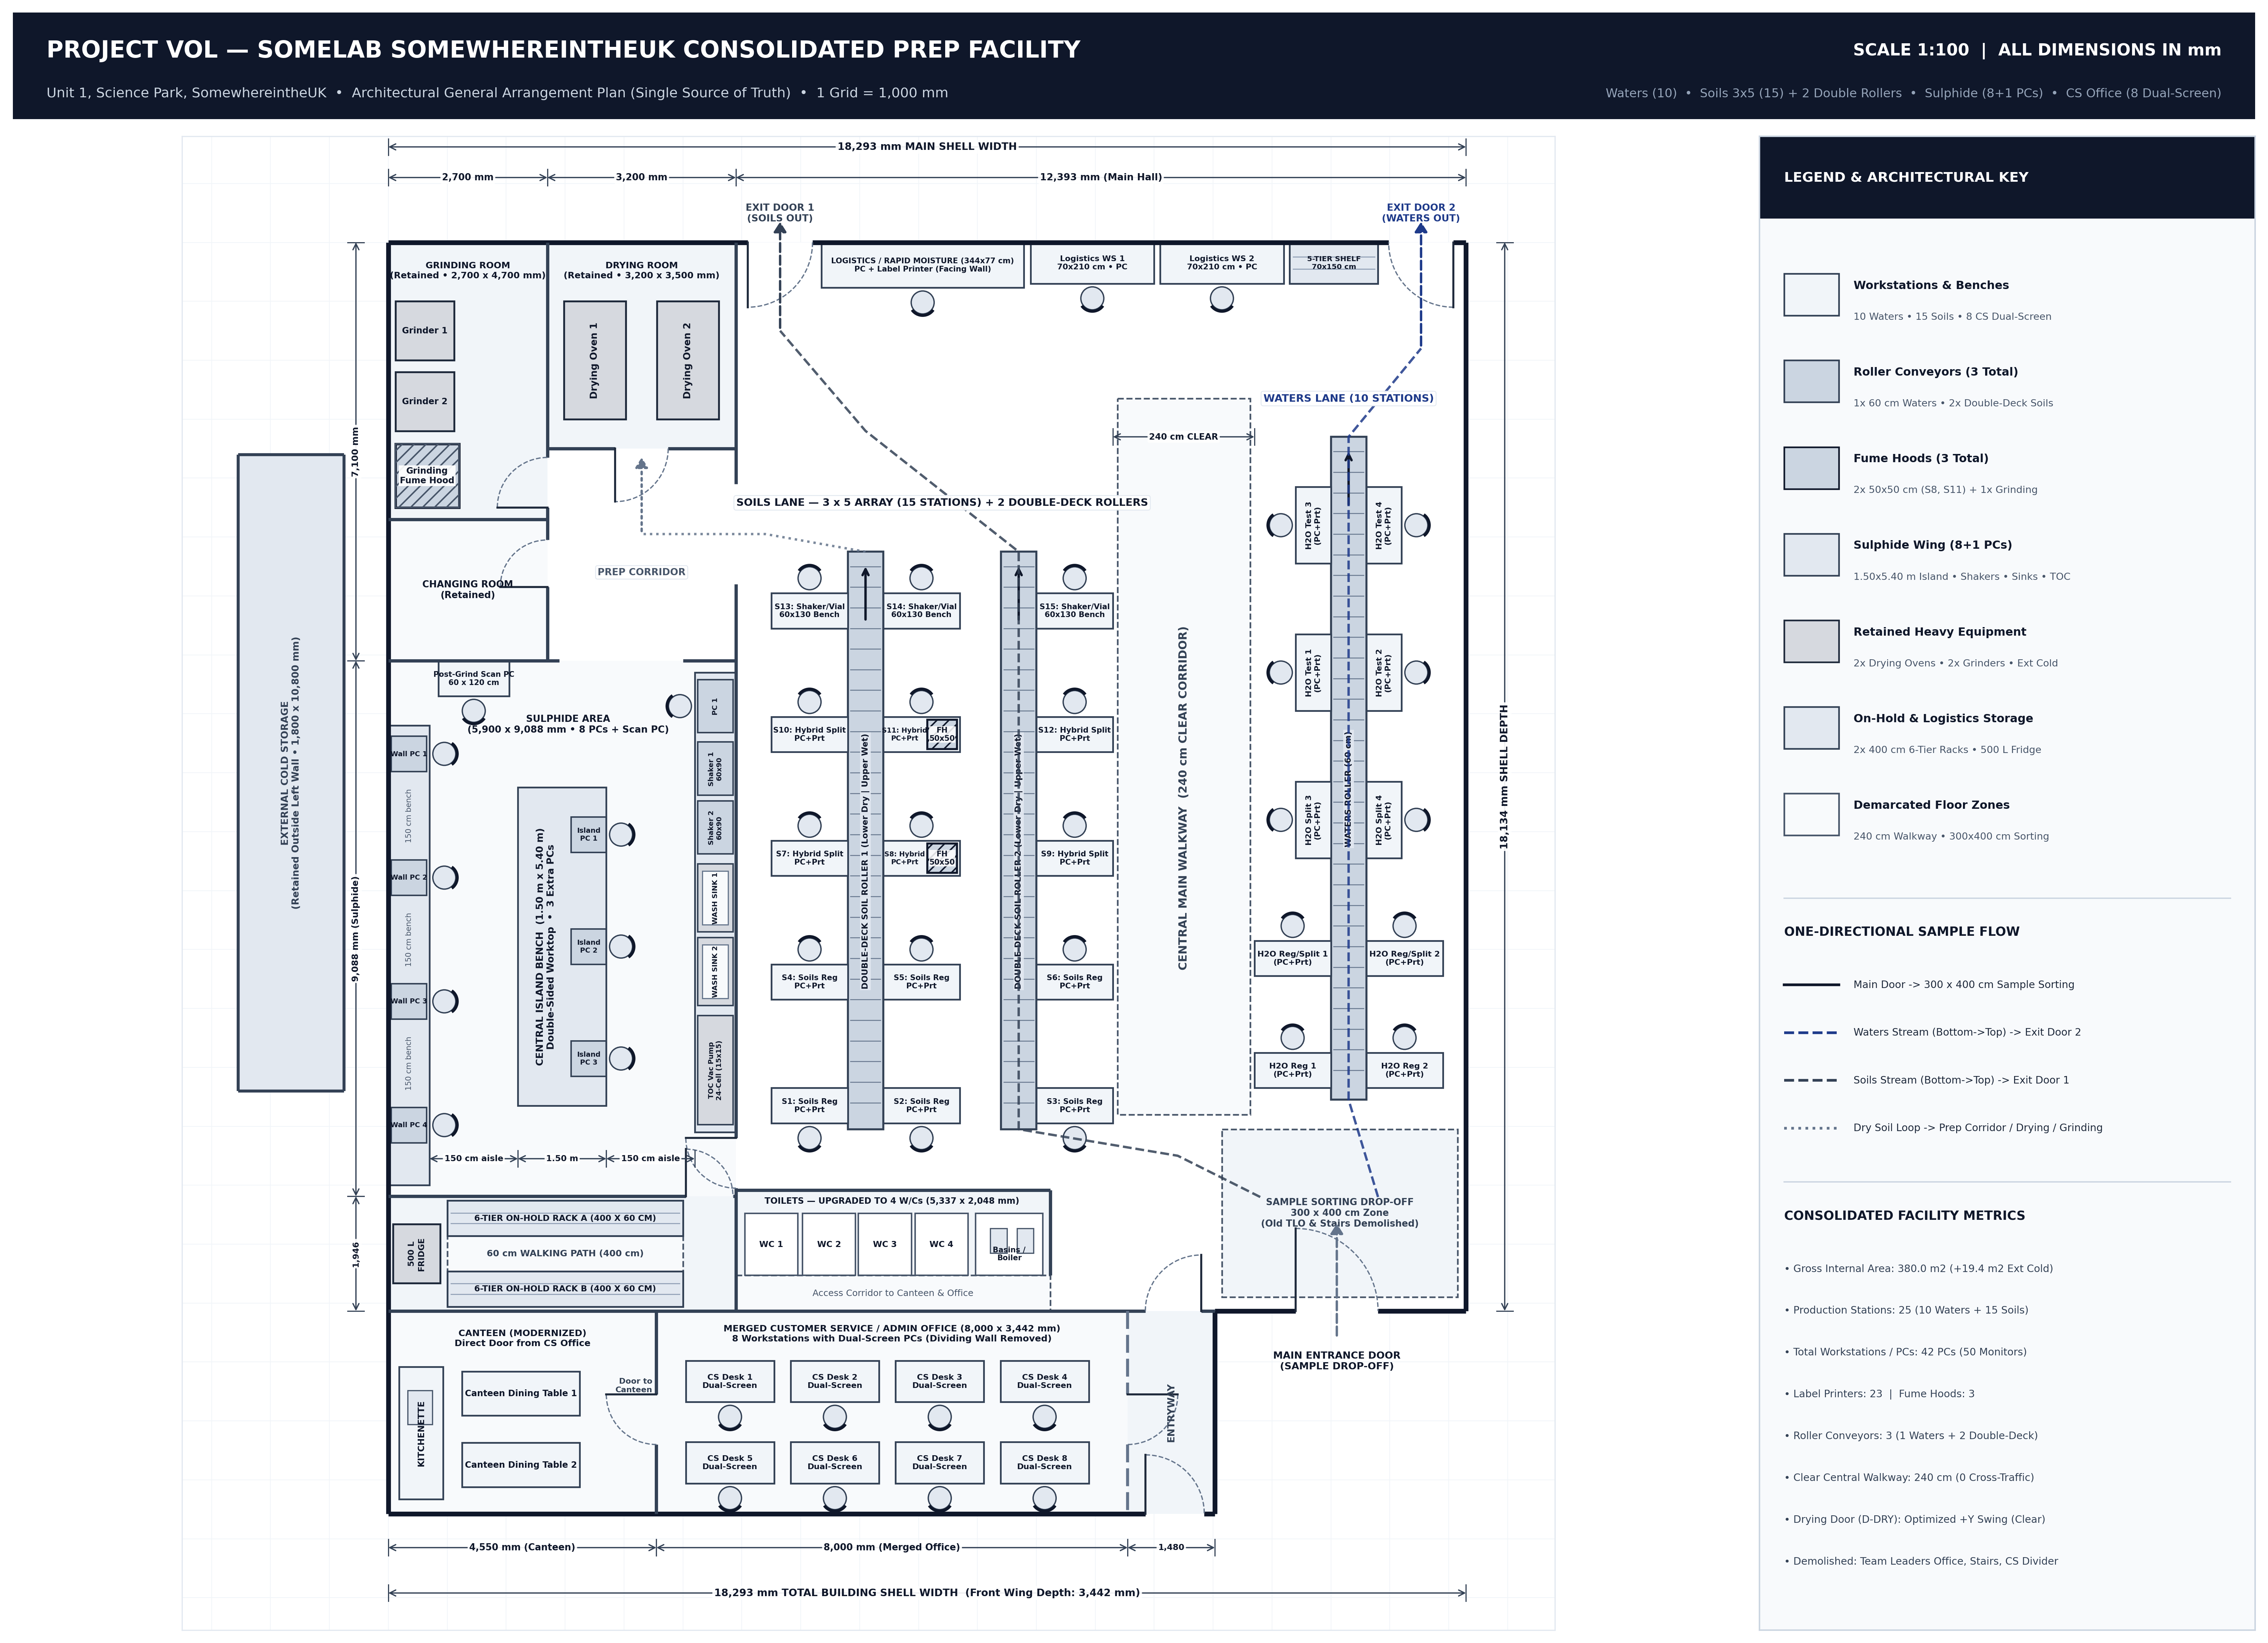 PROJECT VOL — SOMELAB SOMEWHEREINTHEUK CONSOLIDATED PREP FACILITY
SCALE 1:100 | ALL DIMENSIONS IN mm
Unit 1, Science Park, SomewhereintheUK • Architectural General Arrangement Plan (Single Source of Truth) • 1 Grid = 1,000 mm
Waters (10) • Soils 3x5 (15) + 2 Double Rollers • Sulphide (8+1 PCs) • CS Office (8 Dual-Screen)
18,293 mm MAIN SHELL WIDTH
2,700 mm
3,200 mm
12,393 mm (Main Hall)
EXIT DOOR 1
(SOILS OUT)
EXIT DOOR 2
(WATERS OUT)
GRINDING ROOM
(Retained • 2,700 x 4,700 mm)
DRYING ROOM
(Retained • 3,200 x 3,500 mm)
LOGISTICS / RAPID MOISTURE (344x77 cm)
PC + Label Printer (Facing Wall)
Logistics WS 1
70x210 cm • PC
Logistics WS 2
70x210 cm • PC
5-TIER SHELF
70x150 cm
Grinder 1
Grinder 2
Grinding
Fume Hood
Drying Oven 1
Drying Oven 2
7,100 mm
WATERS LANE (10 STATIONS)
240 cm CLEAR
SOILS LANE — 3 x 5 ARRAY (15 STATIONS) + 2 DOUBLE-DECK ROLLERS
PREP CORRIDOR
CHANGING ROOM
(Retained)
EXTERNAL COLD STORAGE
(Retained Outside Left Wall • 1,800 x 10,800 mm)
Post-Grind Scan PC
60 x 120 cm
SULPHIDE AREA
(5,900 x 9,088 mm • 8 PCs + Scan PC)
9,088 mm (Sulphide)
Wall PC 1
150 cm bench
Wall PC 2
150 cm bench
Wall PC 3
150 cm bench
Wall PC 4
CENTRAL ISLAND BENCH (1.50 m x 5.40 m)
Double-Sided Worktop • 3 Extra PCs
Island
PC 1
Island
PC 2
Island
PC 3
PC 1
Shaker 1
60x90
Shaker 2
60x90
WASH SINK 1
WASH SINK 2
TOC Vac Pump
24-Cell (15x15)
150 cm aisle
1.50 m
150 cm aisle
S13: Shaker/Vial
60x130 Bench
S14: Shaker/Vial
60x130 Bench
S15: Shaker/Vial
60x130 Bench
S10: Hybrid Split
PC+Prt
S11: Hybrid
PC+Prt
FH
50x50
S12: Hybrid Split
PC+Prt
S7: Hybrid Split
PC+Prt
S8: Hybrid
PC+Prt
FH
50x50
S9: Hybrid Split
PC+Prt
S4: Soils Reg
PC+Prt
S5: Soils Reg
PC+Prt
S6: Soils Reg
PC+Prt
S1: Soils Reg
PC+Prt
S2: Soils Reg
PC+Prt
S3: Soils Reg
PC+Prt
DOUBLE-DECK SOIL ROLLER 1 (Lower Dry | Upper Wet)
DOUBLE-DECK SOIL ROLLER 2 (Lower Dry | Upper Wet)
CENTRAL MAIN WALKWAY (240 cm CLEAR CORRIDOR)
H2O Test 3
(PC+Prt)
H2O Test 4
(PC+Prt)
H2O Test 1
(PC+Prt)
H2O Test 2
(PC+Prt)
H2O Split 3
(PC+Prt)
H2O Split 4
(PC+Prt)
WATERS ROLLER (60 cm)
H2O Reg/Split 1
(PC+Prt)
H2O Reg/Split 2
(PC+Prt)
H2O Reg 1
(PC+Prt)
H2O Reg 2
(PC+Prt)
18,134 mm SHELL DEPTH
SAMPLE SORTING DROP-OFF
300 x 400 cm Zone
(Old TLO & Stairs Demolished)
1,946
500 L
FRIDGE
6-TIER ON-HOLD RACK A (400 X 60 CM)
60 cm WALKING PATH (400 cm)
6-TIER ON-HOLD RACK B (400 X 60 CM)
TOILETS — UPGRADED TO 4 W/Cs (5,337 x 2,048 mm)
WC 1
WC 2
WC 3
WC 4
Basins /
Boiler
Access Corridor to Canteen & Office
MAIN ENTRANCE DOOR
(SAMPLE DROP-OFF)
CANTEEN (MODERNIZED)
Direct Door from CS Office
MERGED CUSTOMER SERVICE / ADMIN OFFICE (8,000 x 3,442 mm)
8 Workstations with Dual-Screen PCs (Dividing Wall Removed)
KITCHENETTE
Canteen Dining Table 1
Canteen Dining Table 2
Door to
Canteen
CS Desk 1
Dual-Screen
CS Desk 2
Dual-Screen
CS Desk 3
Dual-Screen
CS Desk 4
Dual-Screen
CS Desk 5
Dual-Screen
CS Desk 6
Dual-Screen
CS Desk 7
Dual-Screen
CS Desk 8
Dual-Screen
ENTRYWAY
4,550 mm (Canteen)
8,000 mm (Merged Office)
1,480
18,293 mm TOTAL BUILDING SHELL WIDTH (Front Wing Depth: 3,442 mm)
LEGEND & ARCHITECTURAL KEY
Workstations & Benches
10 Waters • 15 Soils • 8 CS Dual-Screen
Roller Conveyors (3 Total)
1x 60 cm Waters • 2x Double-Deck Soils
Fume Hoods (3 Total)
2x 50x50 cm (S8, S11) + 1x Grinding
Sulphide Wing (8+1 PCs)
1.50x5.40 m Island • Shakers • Sinks • TOC
Retained Heavy Equipment
2x Drying Ovens • 2x Grinders • Ext Cold
On-Hold & Logistics Storage
2x 400 cm 6-Tier Racks • 500 L Fridge
Demarcated Floor Zones
240 cm Walkway • 300x400 cm Sorting
ONE-DIRECTIONAL SAMPLE FLOW
Main Door -> 300 x 400 cm Sample Sorting
Waters Stream (Bottom->Top) -> Exit Door 2
Soils Stream (Bottom->Top) -> Exit Door 1
Dry Soil Loop -> Prep Corridor / Drying / Grinding
CONSOLIDATED FACILITY METRICS
• Gross Internal Area: 380.0 m2 (+19.4 m2 Ext Cold)
• Production Stations: 25 (10 Waters + 15 Soils)
• Total Workstations / PCs: 42 PCs (50 Monitors)
• Label Printers: 23 | Fume Hoods: 3
• Roller Conveyors: 3 (1 Waters + 2 Double-Deck)
• Clear Central Walkway: 240 cm (0 Cross-Traffic)
• Drying Door (D-DRY): Optimized +Y Swing (Clear)
• Demolished: Team Leaders Office, Stairs, CS Divider